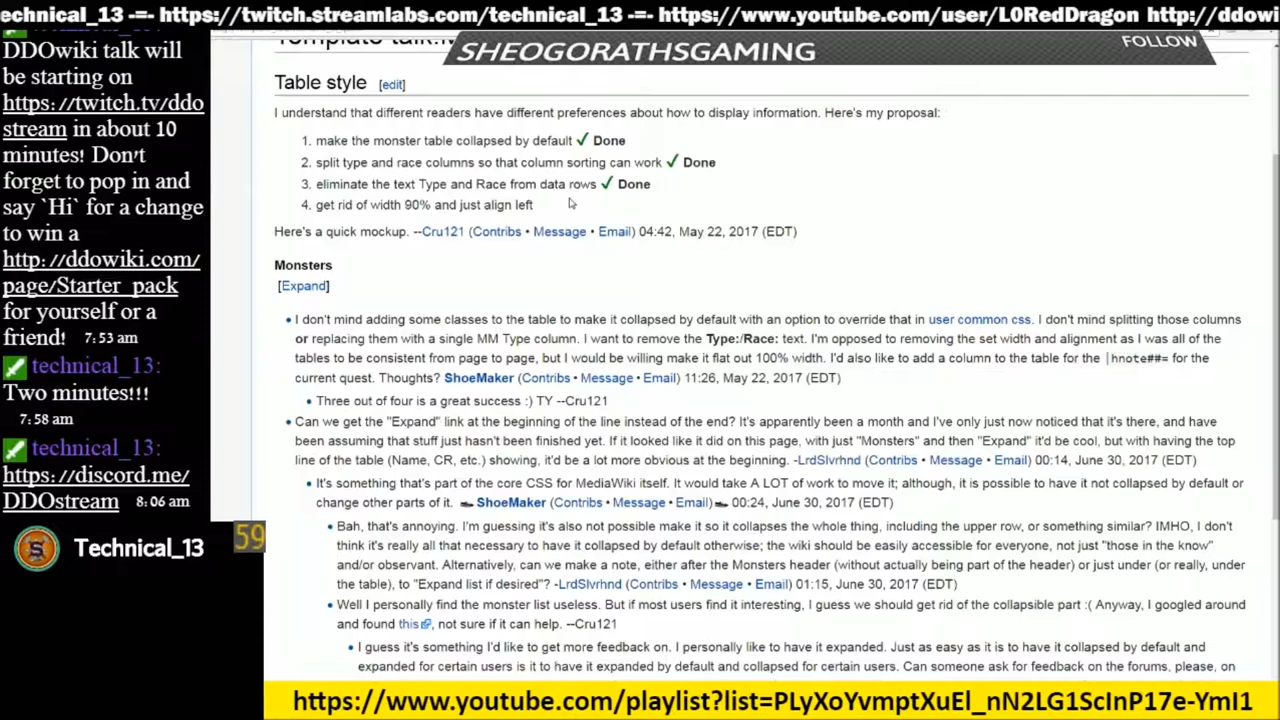 echnical_13 -=- https://twitch.streamlabs.com/technical_13 -=- https://www.youtube.com/user/L0RedDragon http://ddowi
SHEOGORATHSGAMING
FOLLOW
DDOwiki talk will
be starting on
https://twitch.tv/ddo
stream in about 10
minutes! Don't
forget to pop in and
say `Hi` for a change
to win a
http://ddowiki.com/
page/Starter_pack
for yourself or a
friend! 7:53 am
technical_13:
Two minutes!!!
7:58 am
technical_13:
https://discord.me/
DDOstream 8:06 am
Technical_13
59
Table style [edit]
I understand that different readers have different preferences about how to display information. Here's my proposal:
1. make the monster table collapsed by default ✓ Done
2. split type and race columns so that column sorting can work ✓ Done
3. eliminate the text Type and Race from data rows ✓ Done
4. get rid of width 90% and just align left
Here's a quick mockup. --Cru121 (Contribs • Message • Email) 04:42, May 22, 2017 (EDT)
Monsters
[Expand]
• I don't mind adding some classes to the table to make it collapsed by default with an option to override that in user common css. I don't mind splitting those columns
or replacing them with a single MM Type column. I want to remove the Type:/Race: text. I'm opposed to removing the set width and alignment as I was all of the
tables to be consistent from page to page, but I would be willing make it flat out 100% width. I'd also like to add a column to the table for the |hnote##= for the
current quest. Thoughts? ShoeMaker (Contribs • Message • Email) 11:26, May 22, 2017 (EDT)
• Three out of four is a great success :) TY --Cru121
• Can we get the "Expand" link at the beginning of the line instead of the end? It's apparently been a month and I've only just now noticed that it's there, and have
been assuming that stuff just hasn't been finished yet. If it looked like it did on this page, with just "Monsters" and then "Expand" it'd be cool, but with having the top
line of the table (Name, CR, etc.) showing, it'd be a lot more obvious at the beginning. -LrdSlvrhnd (Contribs • Message • Email) 00:14, June 30, 2017 (EDT)
• It's something that's part of the core CSS for MediaWiki itself. It would take A LOT of work to move it; although, it is possible to have it not collapsed by default or
change other parts of it. ShoeMaker (Contribs • Message • Email) 00:24, June 30, 2017 (EDT)
• Bah, that's annoying. I'm guessing it's also not possible make it so it collapses the whole thing, including the upper row, or something similar? IMHO, I don't
think it's really all that necessary to have it collapsed by default otherwise; the wiki should be easily accessible for everyone, not just "those in the know"
and/or observant. Alternatively, can we make a note, either after the Monsters header (without actually being part of the header) or just under (or really, under
the table), to "Expand list if desired"? -LrdSlvrhnd (Contribs • Message • Email) 01:15, June 30, 2017 (EDT)
• Well I personally find the monster list useless. But if most users find it interesting, I guess we should get rid of the collapsible part :( Anyway, I googled around
and found this, not sure if it can help. --Cru121
• I guess it's something I'd like to get more feedback on. I personally like to have it expanded. Just as easy as it is to have it collapsed by default and
expanded for certain users is it to have it expanded by default and collapsed for certain users. Can someone ask for feedback on the forums, please, on
https://www.youtube.com/playlist?list=PLyXoYvmptXuEl_nN2LG1ScInP17e-YmI1